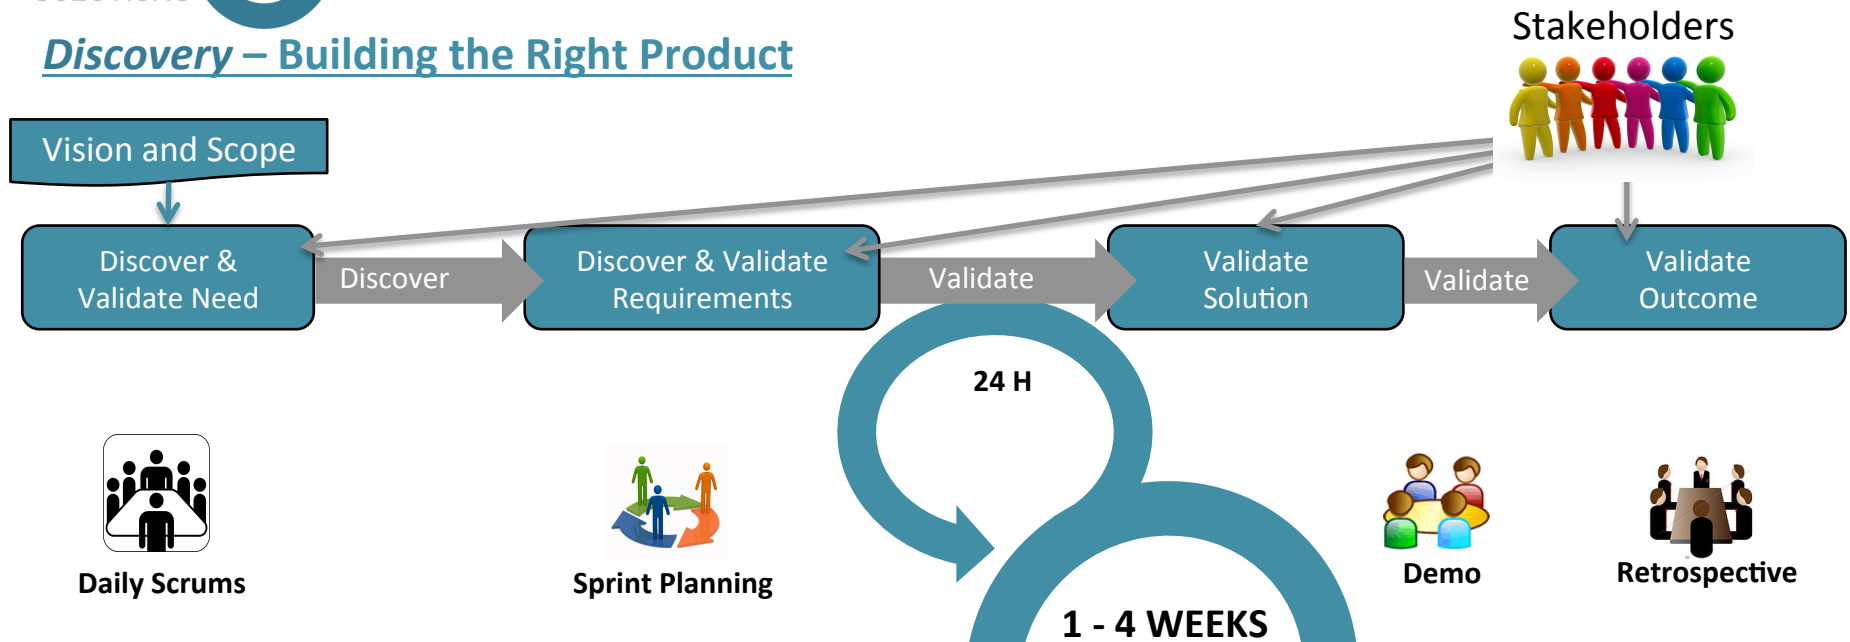 Discovery – Building the Right Product
Stakeholders
Vision and Scope
Discover &
Validate Need
Discover
Discover & Validate
Requirements
Validate
Validate
Solution
Validate
Validate
Outcome
24 H
Daily Scrums
Sprint Planning
Demo
Retrospective
1 - 4 WEEKS